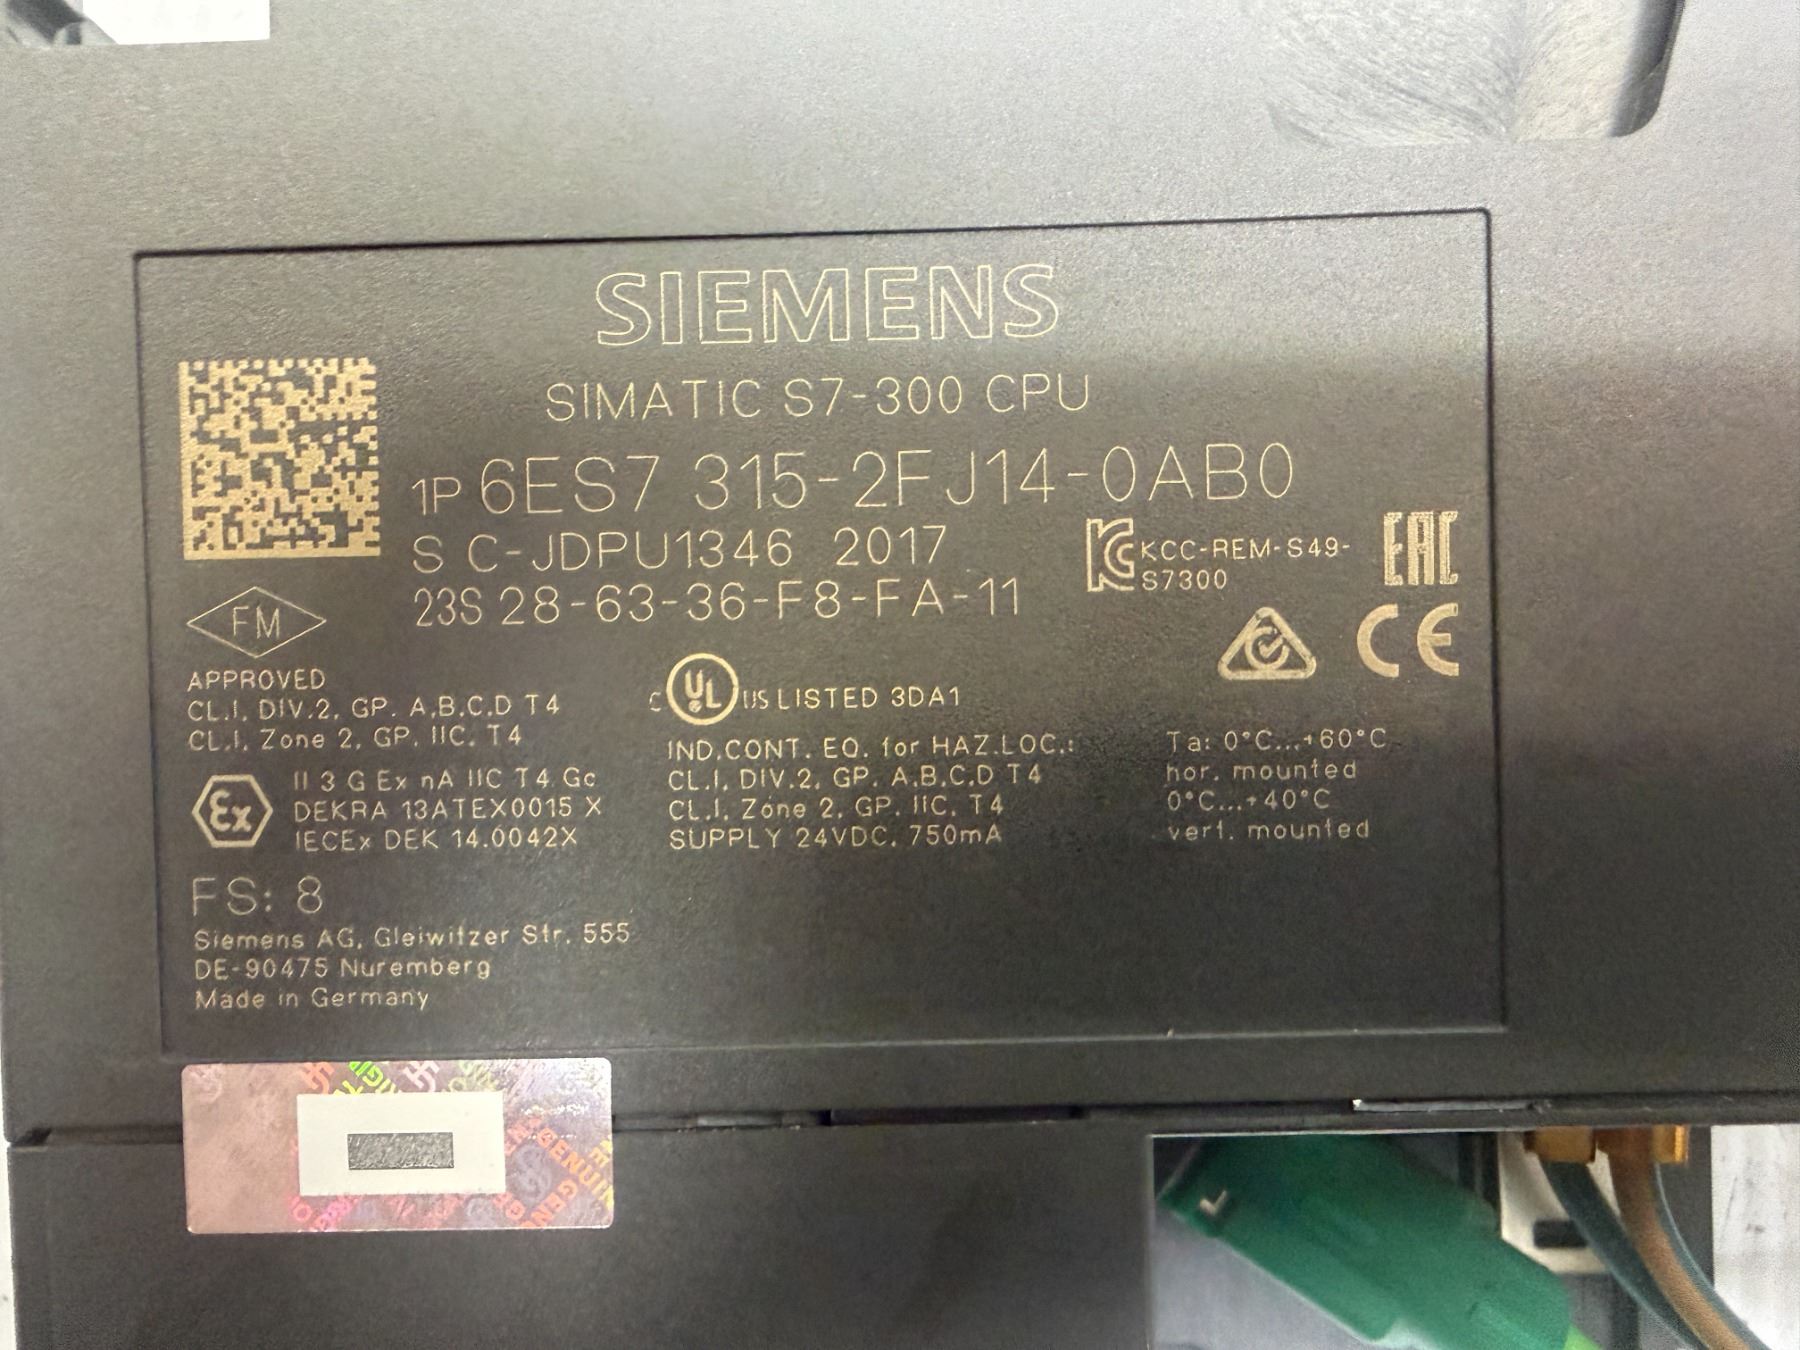 SIEMENS
SIMATIC S7-300 CPU
1P 6ES7 315-2FJ14-0AB0
S C-JDPU1346 2017
23S 28-63-36-F8-FA-11
KCC-REM-S49-
S7300
EAC
CE
FM
APPROVED
CL.I, DIV.2, GP. A,B,C,D T4
CL.I, Zone 2, GP. IIC, T4
Ex
II 3 G Ex nA IIC T4 Gc
DEKRA 13ATEX0015 X
IECEx DEK 14.0042X
C UL US LISTED 3DA1
IND.CONT. EQ. for HAZ.LOC.:
CL.I, DIV.2, GP. A,B,C,D T4
CL.I, Zone 2, GP. IIC, T4
SUPPLY 24VDC, 750mA
Ta: 0°C...+60°C
hor. mounted
0°C...+40°C
vert. mounted
FS: 8
Siemens AG, Gleiwitzer Str. 555
DE-90475 Nuremberg
Made in Germany
GENUINE